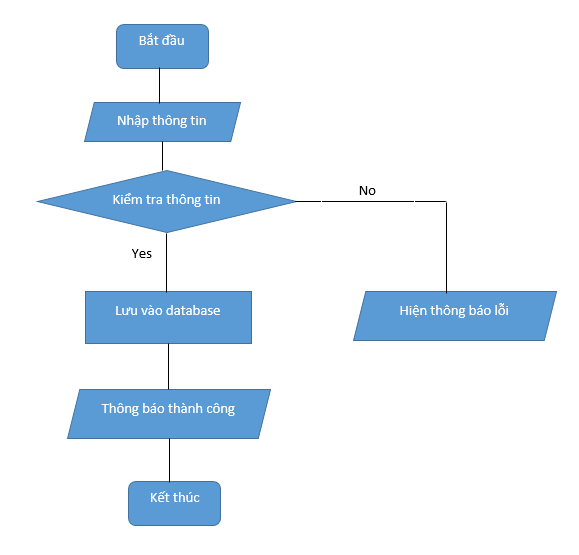 Bắt đầu
Nhập thông tin
Kiểm tra thông tin
No
Yes
Lưu vào database
Hiện thông báo lỗi
Thông báo thành công
Kết thúc